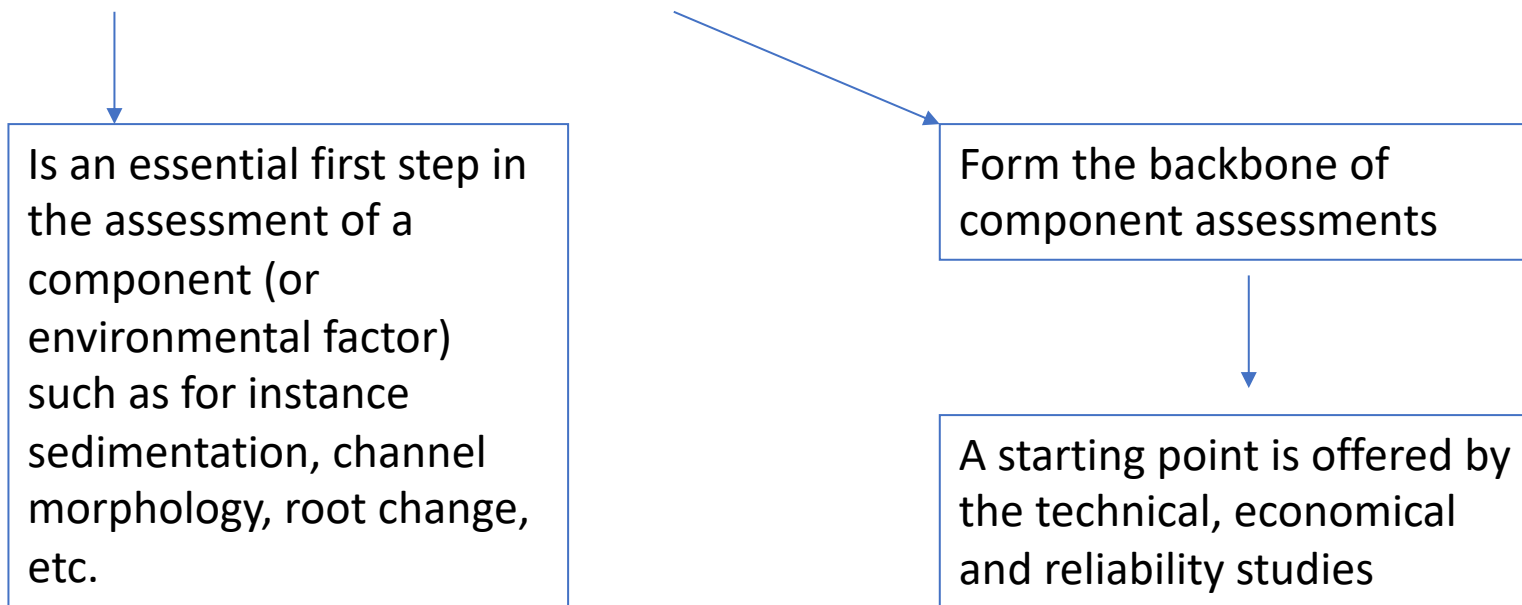 Is an essential first step in
the assessment of a
component (or
environmental factor)
such as for instance
sedimentation, channel
morphology, root change,
etc.
Form the backbone of
component assessments
A starting point is offered by
the technical, economical
and reliability studies